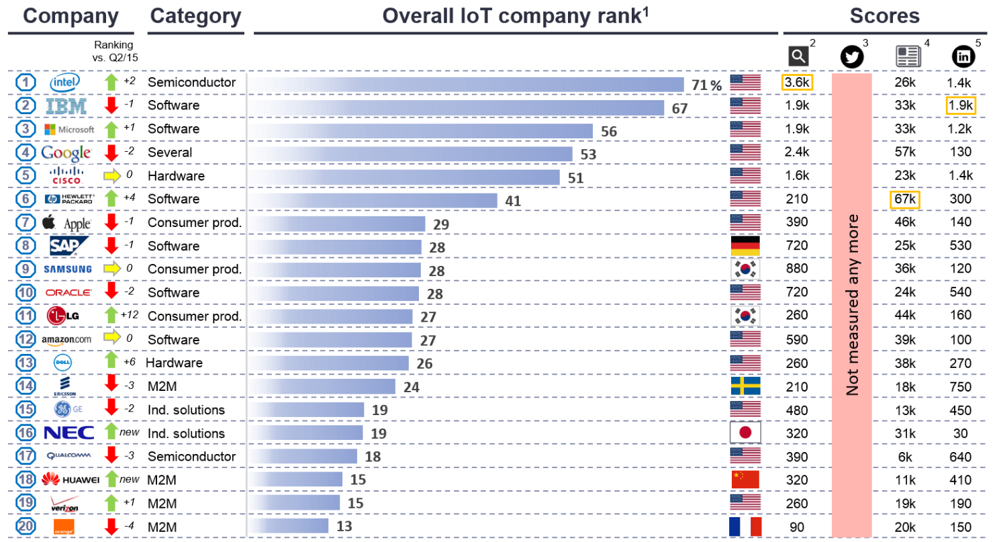 Company Category Overall IoT company rank1 Scores
Ranking
vs. Q2/15
2 3 4 5
1 intel +2 Semiconductor 71 % 3.6k 26k 1.4k
2 IBM -1 Software 67 1.9k 33k 1.9k
3 Microsoft +1 Software 56 1.9k 33k 1.2k
4 Google -2 Several 53 2.4k 57k 130
5 CISCO 0 Hardware 51 1.6k 23k 1.4k
6 hp HEWLETT PACKARD +4 Software 41 210 67k 300
7 Apple -1 Consumer prod. 29 390 46k 140
8 SAP -1 Software 28 720 25k 530
9 SAMSUNG 0 Consumer prod. 28 880 36k 120
10 ORACLE -2 Software 28 720 24k 540
11 LG +12 Consumer prod. 27 260 44k 160
12 amazon.com 0 Software 27 590 39k 100
13 DELL +6 Hardware 26 260 38k 270
14 ERICSSON -3 M2M 24 210 18k 750
15 GE -2 Ind. solutions 19 480 13k 450
16 NEC new Ind. solutions 19 320 31k 30
17 QUALCOMM -3 Semiconductor 18 390 6k 640
18 HUAWEI new M2M 15 320 11k 410
19 verizon +1 M2M 15 260 19k 190
20 orange -4 M2M 13 90 20k 150
Not measured any more